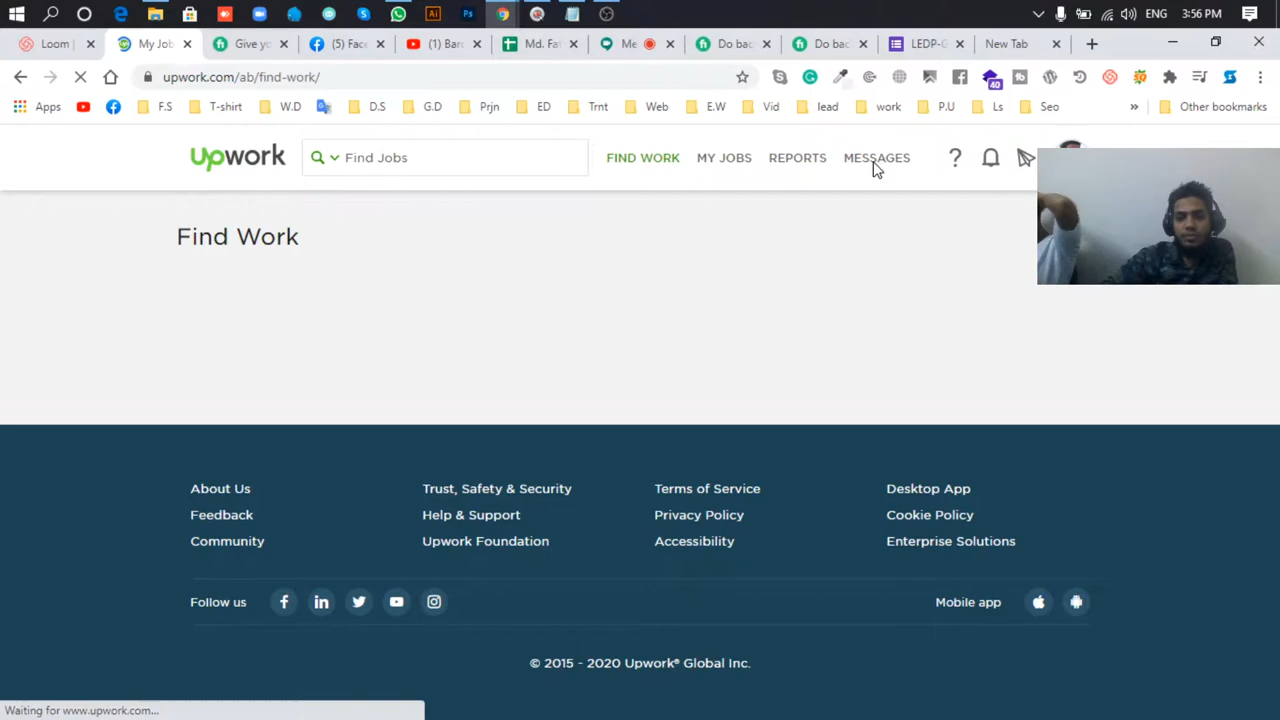 ENG
3:56 PM
Loom |
My Job
Give yo
(5) Face
(1) Barc
Md. Fa
Me
Do bac
Do bac
LEDP-G
New Tab
upwork.com/ab/find-work/
40
Apps
F.S
T-shirt
W.D
D.S
G.D
Prjn
ED
Trnt
Web
E.W
Vid
lead
work
P.U
Ls
Seo
»
Other bookmarks
upwork
Find Jobs
FIND WORK
MY JOBS
REPORTS
MESSAGES
?
Find Work
About Us
Trust, Safety & Security
Terms of Service
Desktop App
Feedback
Help & Support
Privacy Policy
Cookie Policy
Community
Upwork Foundation
Accessibility
Enterprise Solutions
Follow us
Mobile app
© 2015 - 2020 Upwork® Global Inc.
Waiting for www.upwork.com...